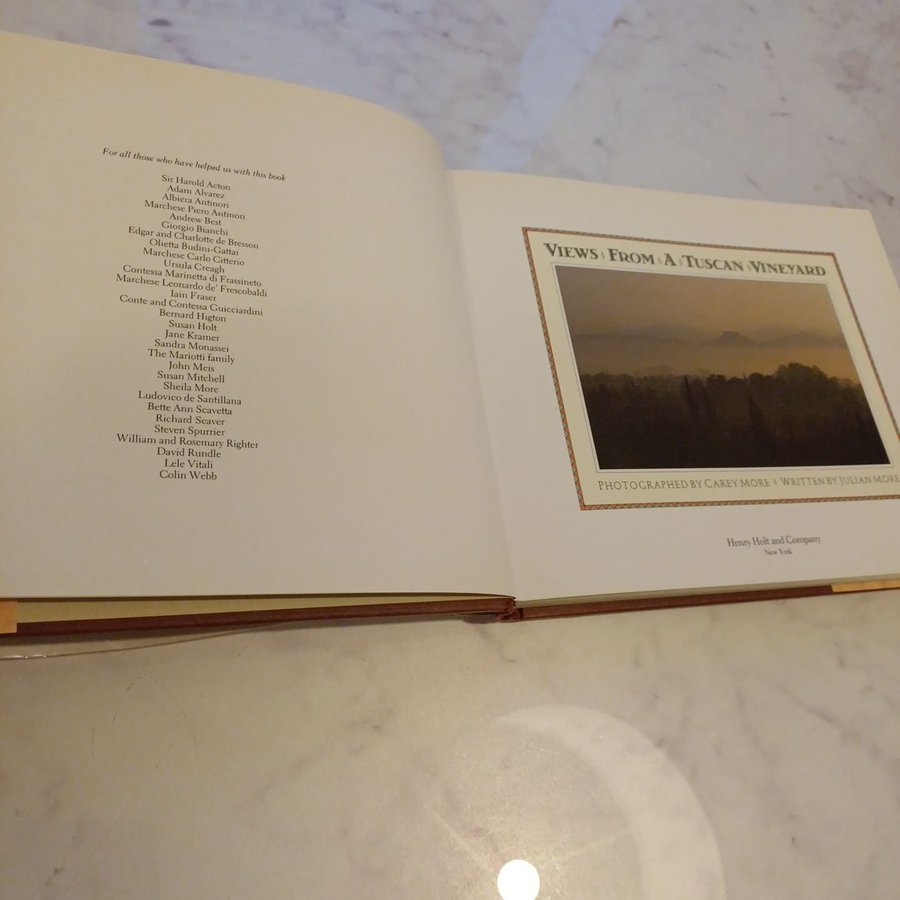 For all those who have helped us with this book
Sir Harold Acton
Adam Alvarez
Albiera Antinori
Marchese Piero Antinori
Andrew Best
Giorgio Bianchi
Edgar and Charlotte de Bresson
Olietta Budini-Gattai
Marchese Carlo Citterio
Ursula Creagh
Contessa Marinetta di Frassineto
Marchese Leonardo de' Frescobaldi
Iain Fraser
Conte and Contessa Guicciardini
Bernard Higton
Susan Holt
Jane Kramer
Sandra Monassei
The Mariotti family
John Meis
Susan Mitchell
Sheila More
Ludovico de Santillana
Bette Ann Scavetta
Richard Seaver
Steven Spurrier
William and Rosemary Righter
David Rundle
Lele Vitali
Colin Webb
VIEWS FROM A TUSCAN VINEYARD
PHOTOGRAPHED BY CAREY MORE WRITTEN BY JULIAN MORE
Henry Holt and Company
New York